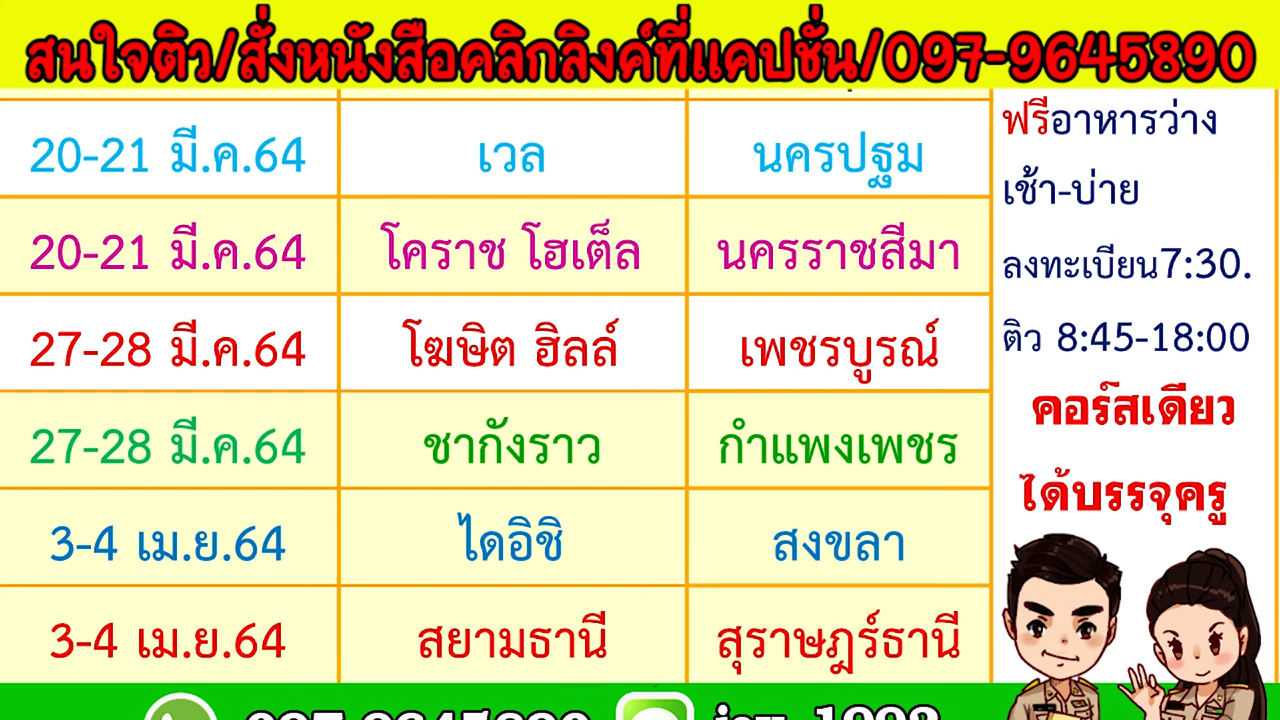 สนใจติว/สั่งหนังสือคลิกลิงค์ที่แคปชั่น/097-9645890
20-21 มี.ค.64 เวล นครปฐม
20-21 มี.ค.64 โคราช โฮเต็ล นครราชสีมา
27-28 มี.ค.64 โฆษิต ฮิลล์ เพชรบูรณ์
27-28 มี.ค.64 ชากังราว กำแพงเพชร
3-4 เม.ย.64 ไดอิชิ สงขลา
3-4 เม.ย.64 สยามธานี สุราษฎร์ธานี
ฟรีอาหารว่าง
เช้า-บ่าย
ลงทะเบียน7:30.
ติว 8:45-18:00
คอร์สเดียว
ได้บรรจุครู